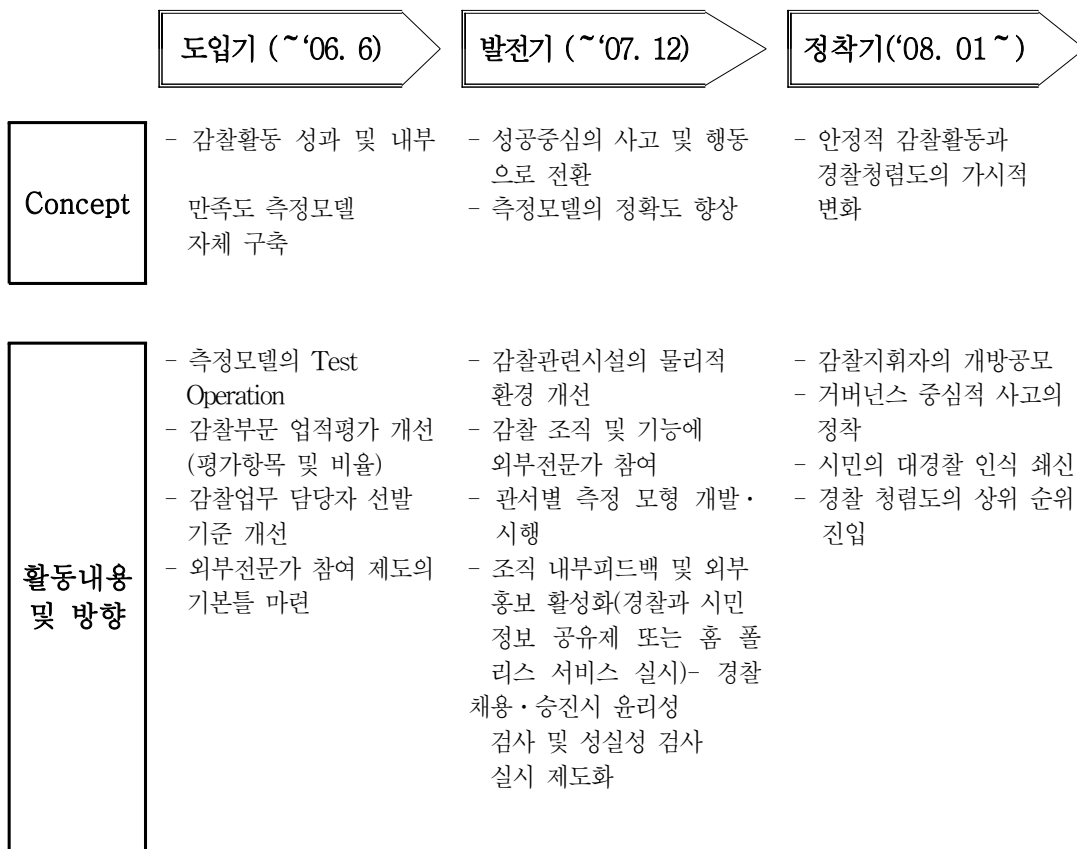 도입기 (~‘06. 6)
발전기 (~‘07. 12)
정착기(‘08. 01~)
Concept
- 감찰활동 성과 및 내부
만족도 측정모델
자체 구축
- 성공중심의 사고 및 행동
으로 전환
- 측정모델의 정확도 향상
- 안정적 감찰활동과
경찰청렴도의 가시적
변화
활동내용
및 방향
- 측정모델의 Test
Operation
- 감찰부문 업적평가 개선
(평가항목 및 비율)
- 감찰업무 담당자 선발
기준 개선
- 외부전문가 참여 제도의
기본틀 마련
- 감찰관련시설의 물리적
환경 개선
- 감찰 조직 및 기능에
외부전문가 참여
- 관서별 측정 모형 개발·
시행
- 조직 내부피드백 및 외부
홍보 활성화(경찰과 시민
정보 공유제 또는 홈 폴
리스 서비스 실시)- 경찰
채용·승진시 윤리성
검사 및 성실성 검사
실시 제도화
- 감찰지휘자의 개방공모
- 거버넌스 중심적 사고의
정착
- 시민의 대경찰 인식 쇄신
- 경찰 청렴도의 상위 순위
진입